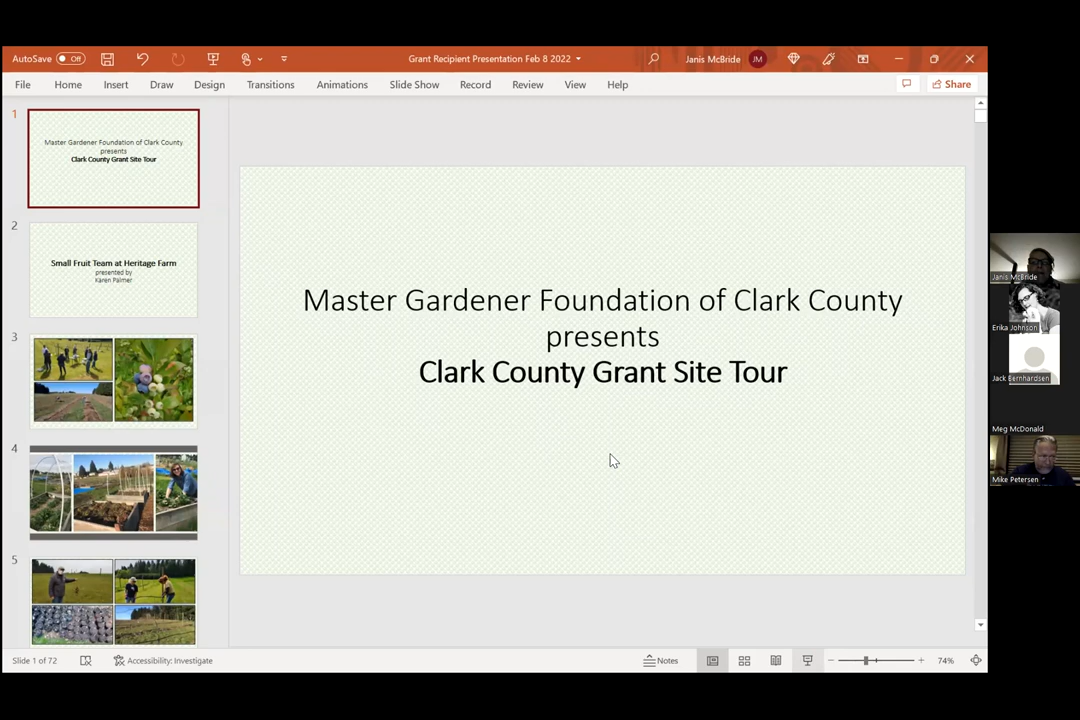 AutoSave Off
Grant Recipient Presentation Feb 8 2022
Janis McBride JM
File Home Insert Draw Design Transitions Animations Slide Show Record Review View Help Share
1
Master Gardener Foundation of Clark County
presents
Clark County Grant Site Tour
2
Small Fruit Team at Heritage Farm
presented by
Karen Palmer
3
4
5
Master Gardener Foundation of Clark County
presents
Clark County Grant Site Tour
Janis McBride
Erika Johnson
Jack Bernhardsen
Meg McDonald
Mike Petersen
Slide 1 of 72 Accessibility: Investigate Notes 74%